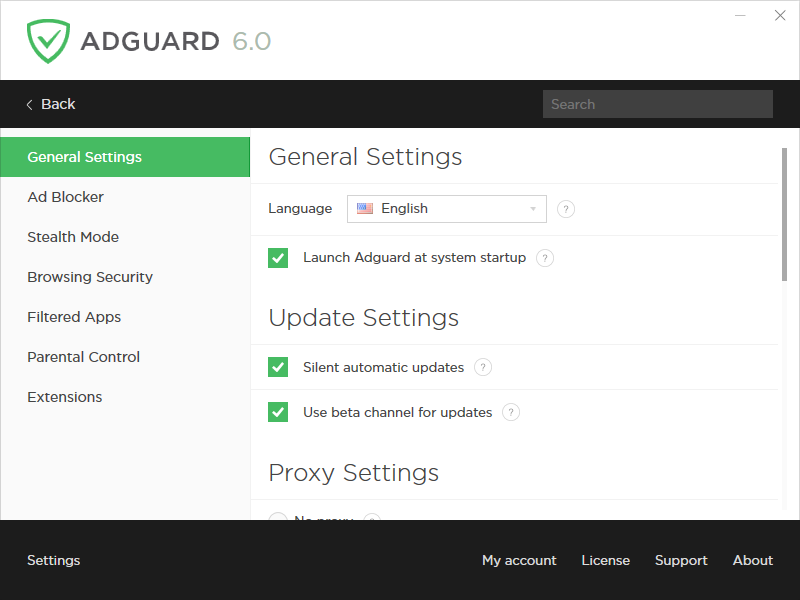 ADGUARD 6.0
Back
Search
General Settings
Ad Blocker
Stealth Mode
Browsing Security
Filtered Apps
Parental Control
Extensions
General Settings
Language English ?
Launch Adguard at system startup ?
Update Settings
Silent automatic updates ?
Use beta channel for updates ?
Proxy Settings
No proxy ?
Settings
My account License Support About